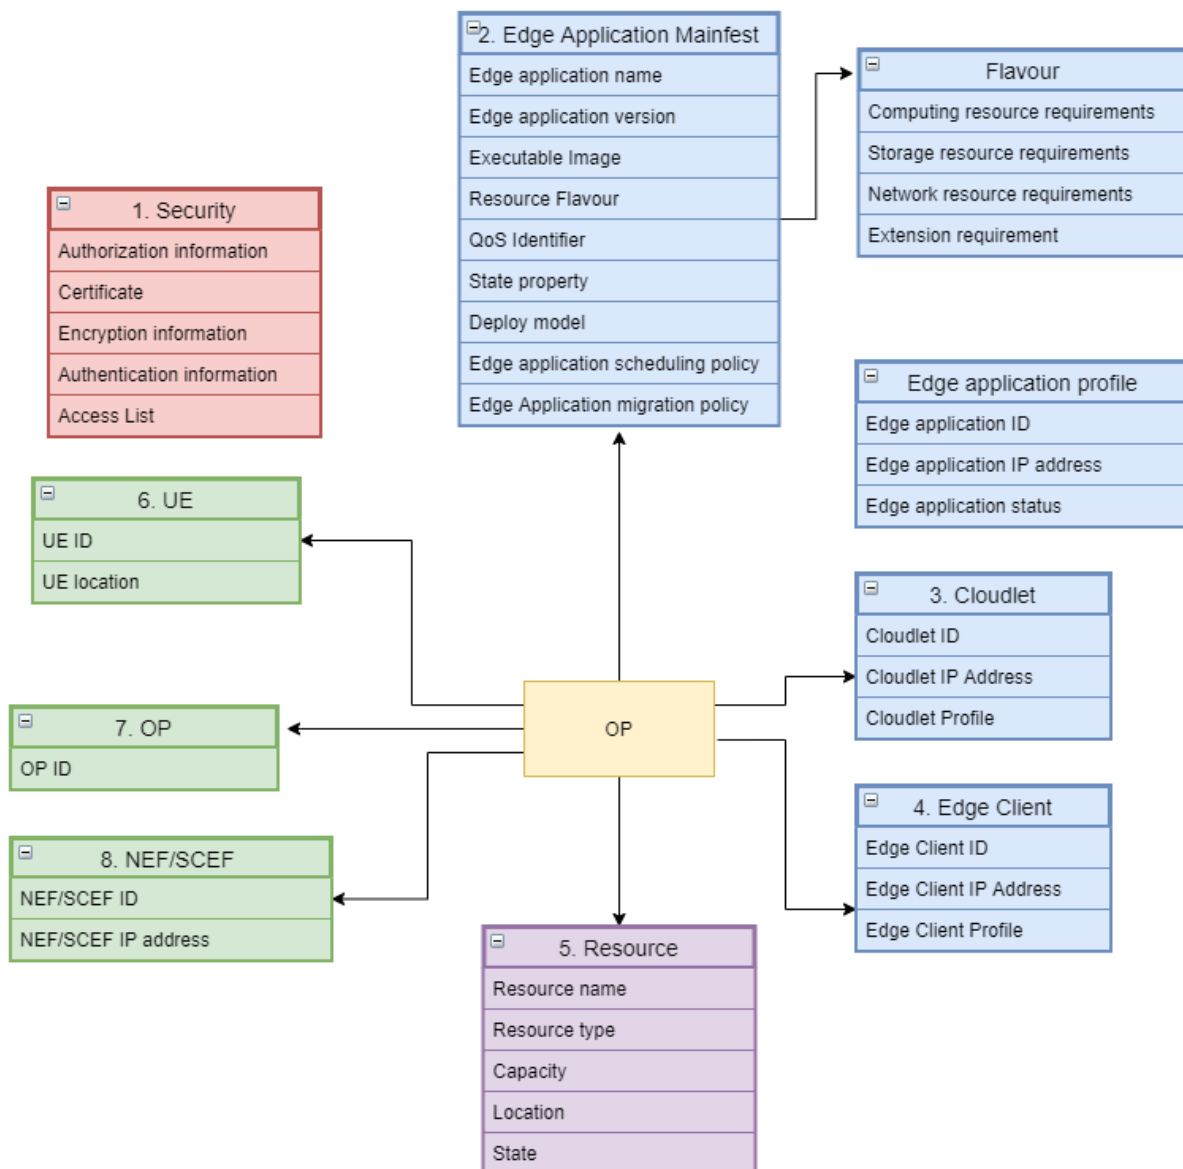 2. Edge Application Mainfest
Edge application name
Edge application version
Executable Image
Resource Flavour
QoS Identifier
State property
Deploy model
Edge application scheduling policy
Edge Application migration policy
Flavour
Computing resource requirements
Storage resource requirements
Network resource requirements
Extension requirement
1. Security
Authorization information
Certificate
Encryption information
Authentication information
Access List
Edge application profile
Edge application ID
Edge application IP address
Edge application status
6. UE
UE ID
UE location
3. Cloudlet
Cloudlet ID
Cloudlet IP Address
Cloudlet Profile
OP
7. OP
OP ID
4. Edge Client
Edge Client ID
Edge Client IP Address
Edge Client Profile
8. NEF/SCEF
NEF/SCEF ID
NEF/SCEF IP address
5. Resource
Resource name
Resource type
Capacity
Location
State